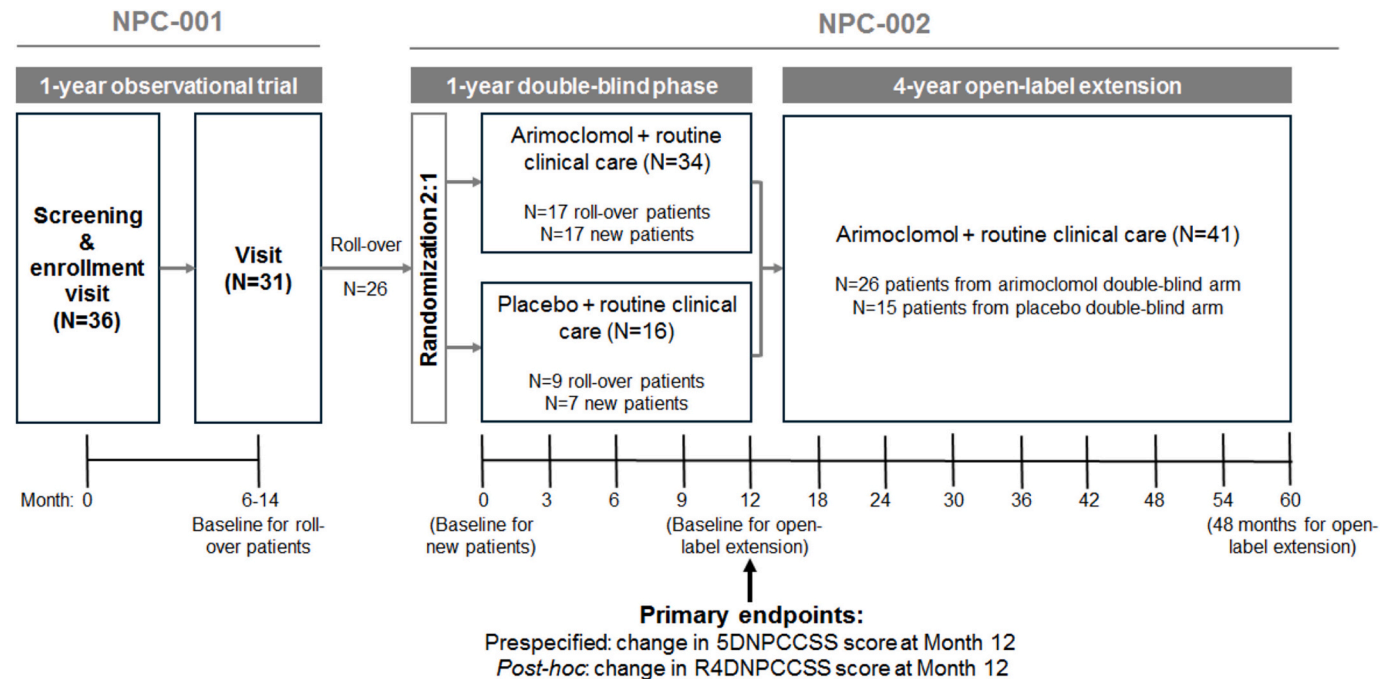 NPC-001
NPC-002
1-year observational trial
1-year double-blind phase
4-year open-label extension
Screening
&
enrollment
visit
(N=36)
Visit
(N=31)
Roll-over
N=26
Randomization 2:1
Arimoclomol + routine
clinical care (N=34)
N=17 roll-over patients
N=17 new patients
Placebo + routine clinical
care (N=16)
N=9 roll-over patients
N=7 new patients
Arimoclomol + routine clinical care (N=41)
N=26 patients from arimoclomol double-blind arm
N=15 patients from placebo double-blind arm
Month: 0
6-14
Baseline for roll-
over patients
0 3 6 9 12 18 24 30 36 42 48 54 60
(Baseline for
new patients)
(Baseline for open-
label extension)
(48 months for open-
label extension)
Primary endpoints:
Prespecified: change in 5DNPCCSS score at Month 12
Post-hoc: change in R4DNPCCSS score at Month 12